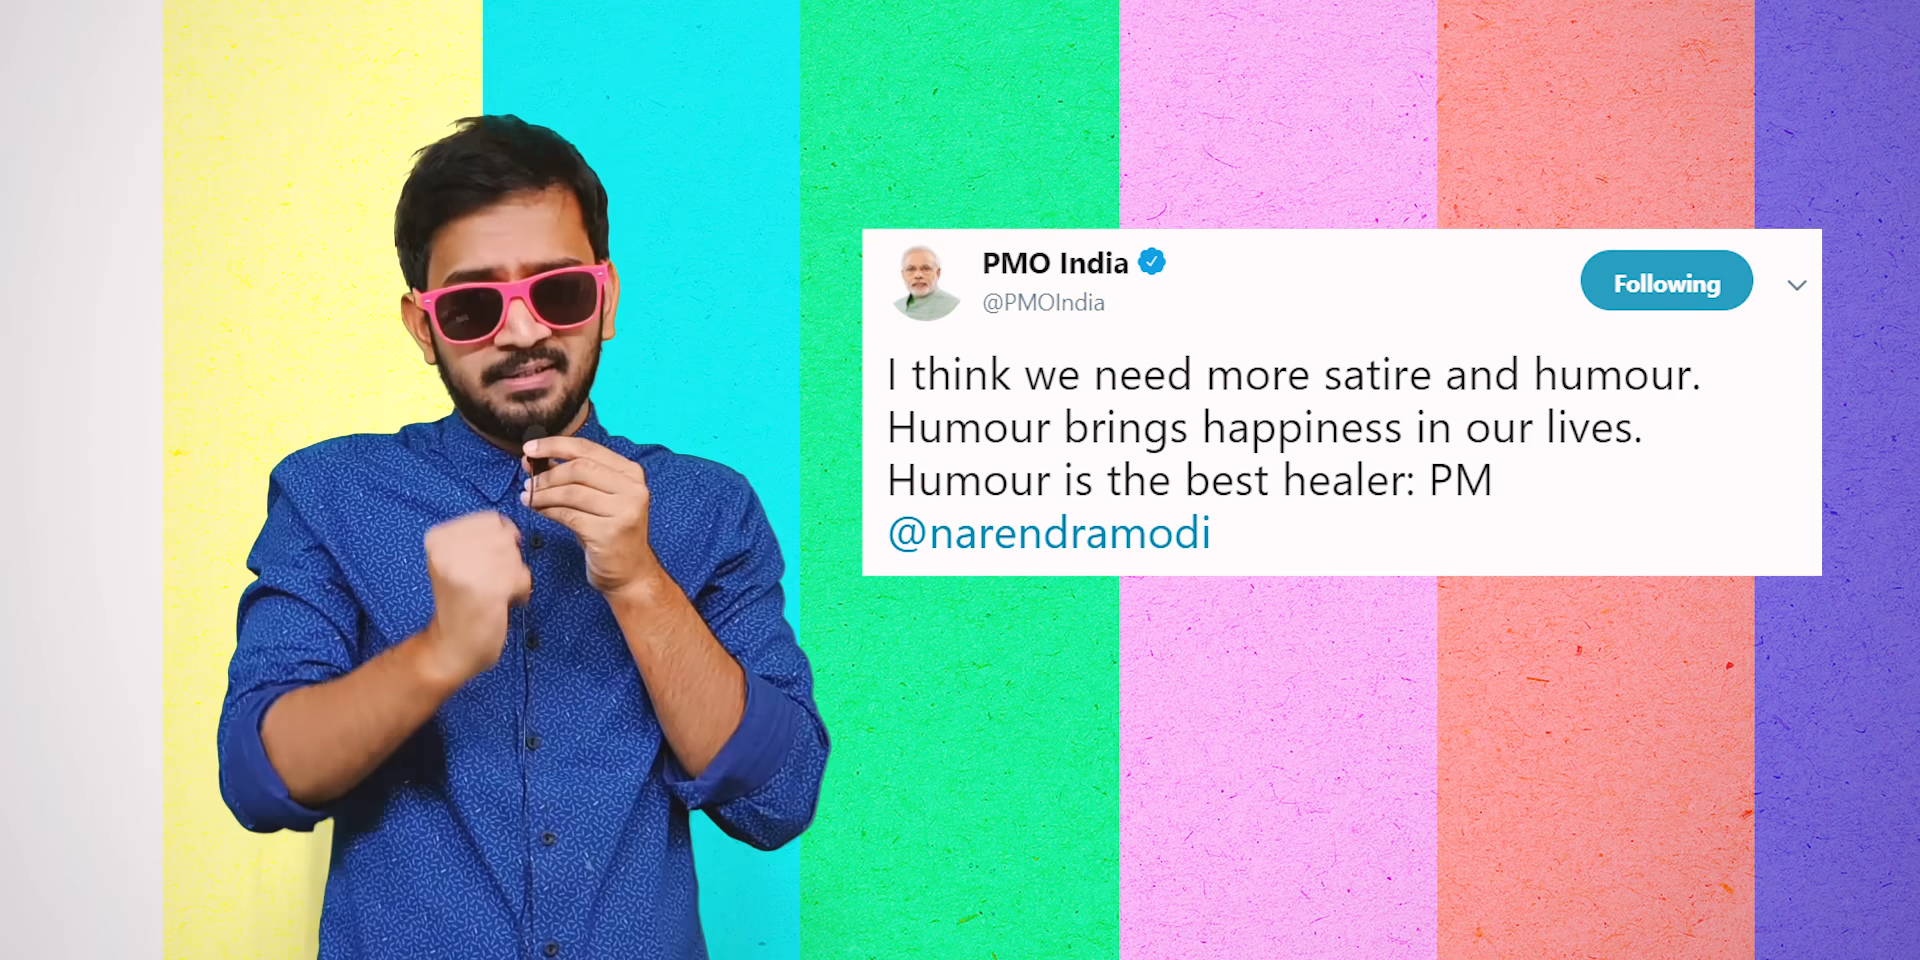 PMO India
@PMOIndia
Following
I think we need more satire and humour.
Humour brings happiness in our lives.
Humour is the best healer: PM
@narendramodi